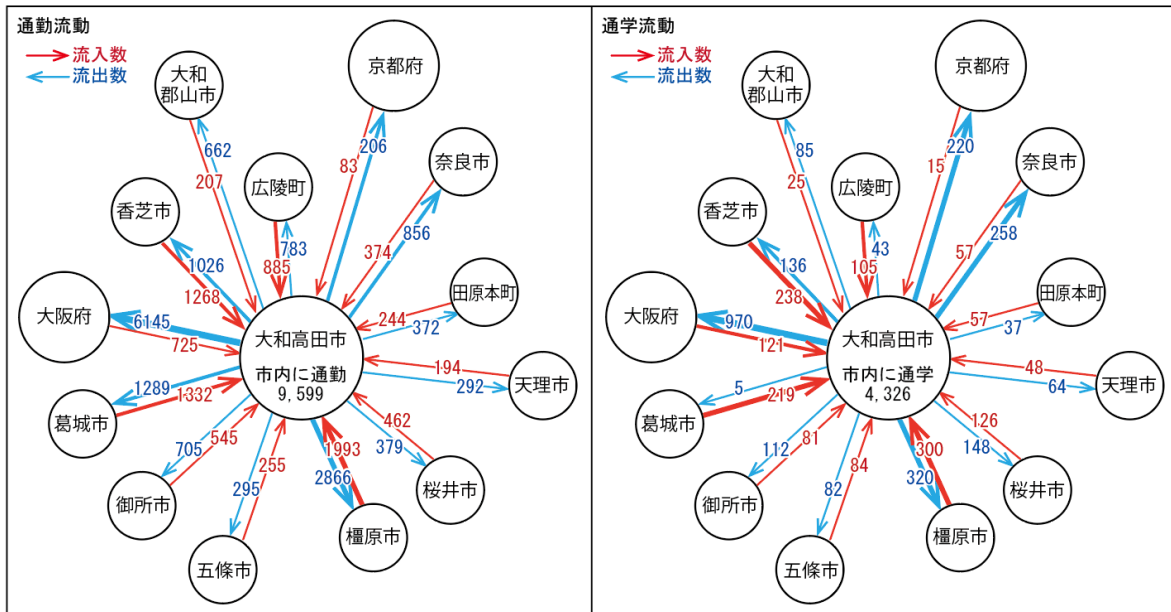 通勤流動
流入数
流出数
大和
郡山市
京都府
662
207
206
83
広陵町
奈良市
香芝市
783
885
856
374
1026
1268
大阪府
6145
725
田原本町
244
372
大和高田市
市内に通勤
9,599
194
292
天理市
1289
1332
葛城市
462
379
705
545
1993
2866
255
295
御所市
桜井市
橿原市
五條市
通学流動
流入数
流出数
大和
郡山市
京都府
85
25
220
15
広陵町
奈良市
香芝市
43
105
258
57
136
238
大阪府
970
121
田原本町
57
37
大和高田市
市内に通学
4,326
48
64
天理市
5
219
葛城市
126
148
112
81
300
320
84
82
御所市
桜井市
橿原市
五條市